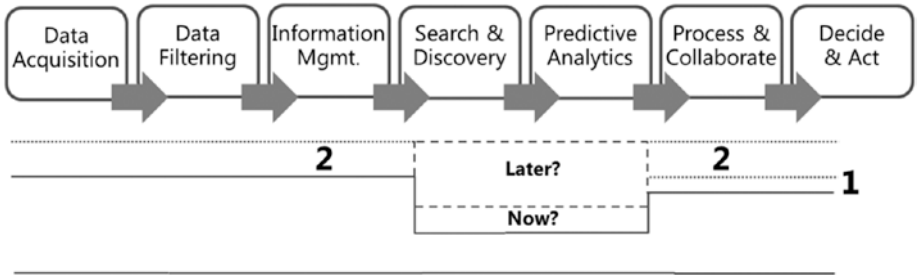 Data
Acquisition
Data
Filtering
Information
Mgmt.
Search &
Discovery
Predictive
Analytics
Process &
Collaborate
Decide
& Act
2
Later?
2
1
Now?